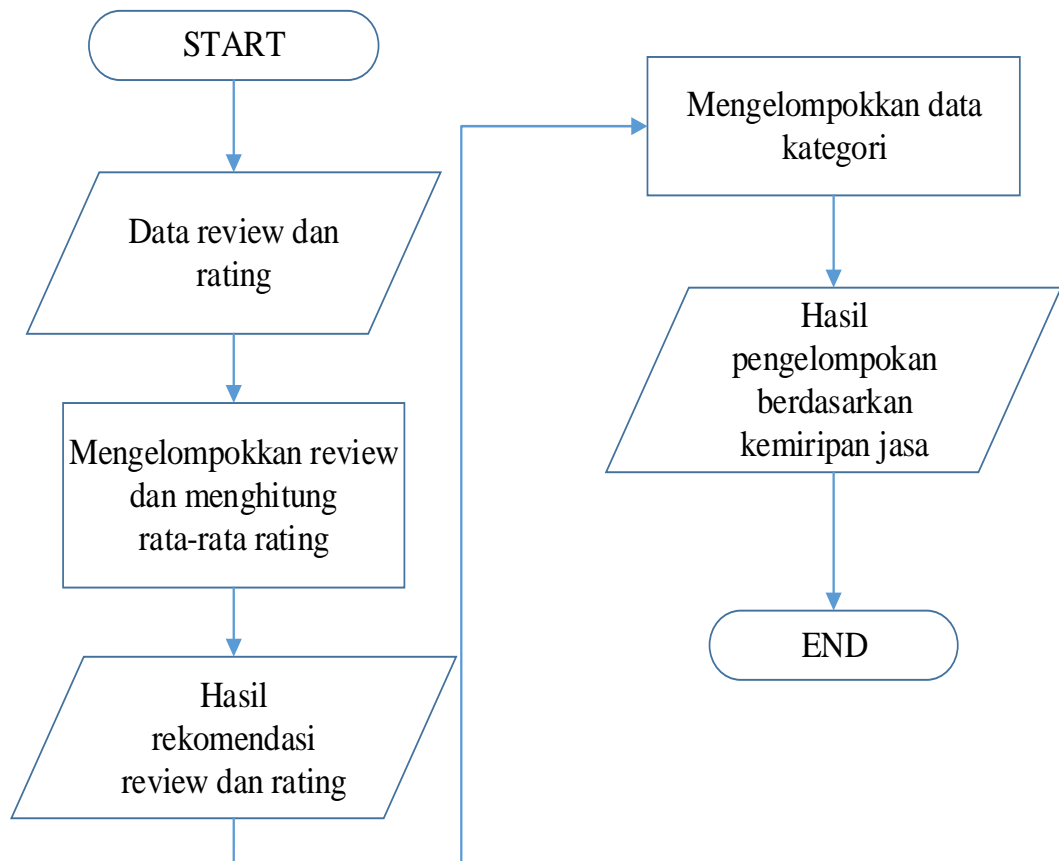 START
Data review dan
rating
Mengelompokkan review
dan menghitung
rata-rata rating
Hasil
rekomendasi
review dan rating
Mengelompokkan data
kategori
Hasil
pengelompokan
berdasarkan
kemiripan jasa
END